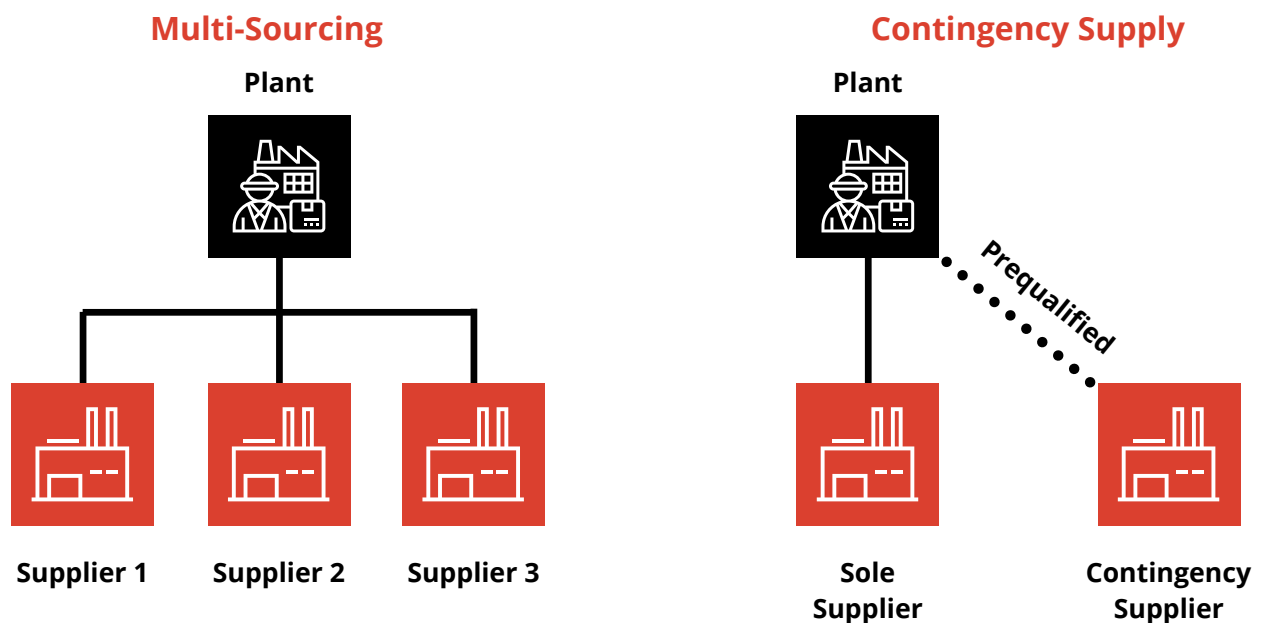 Multi-Sourcing
Plant
Supplier 1
Supplier 2
Supplier 3
Contingency Supply
Plant
Prequalified
Sole
Supplier
Contingency
Supplier